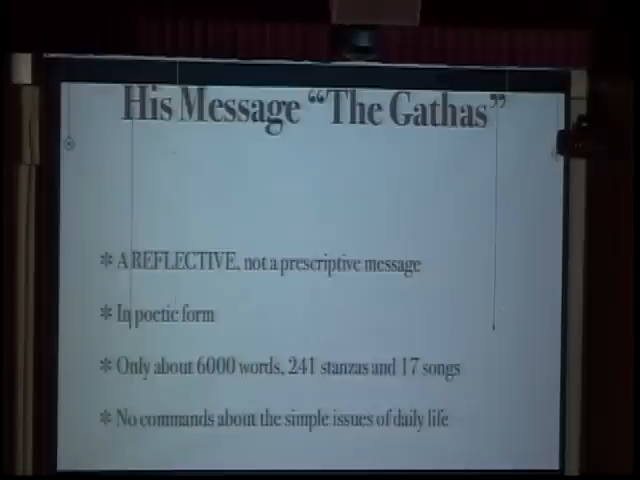 His Message “The Gathas”
* A REFLECTIVE, not a prescriptive message
* In poetic form
* Only about 6000 words, 241 stanzas and 17 songs
* No commands about the simple issues of daily life